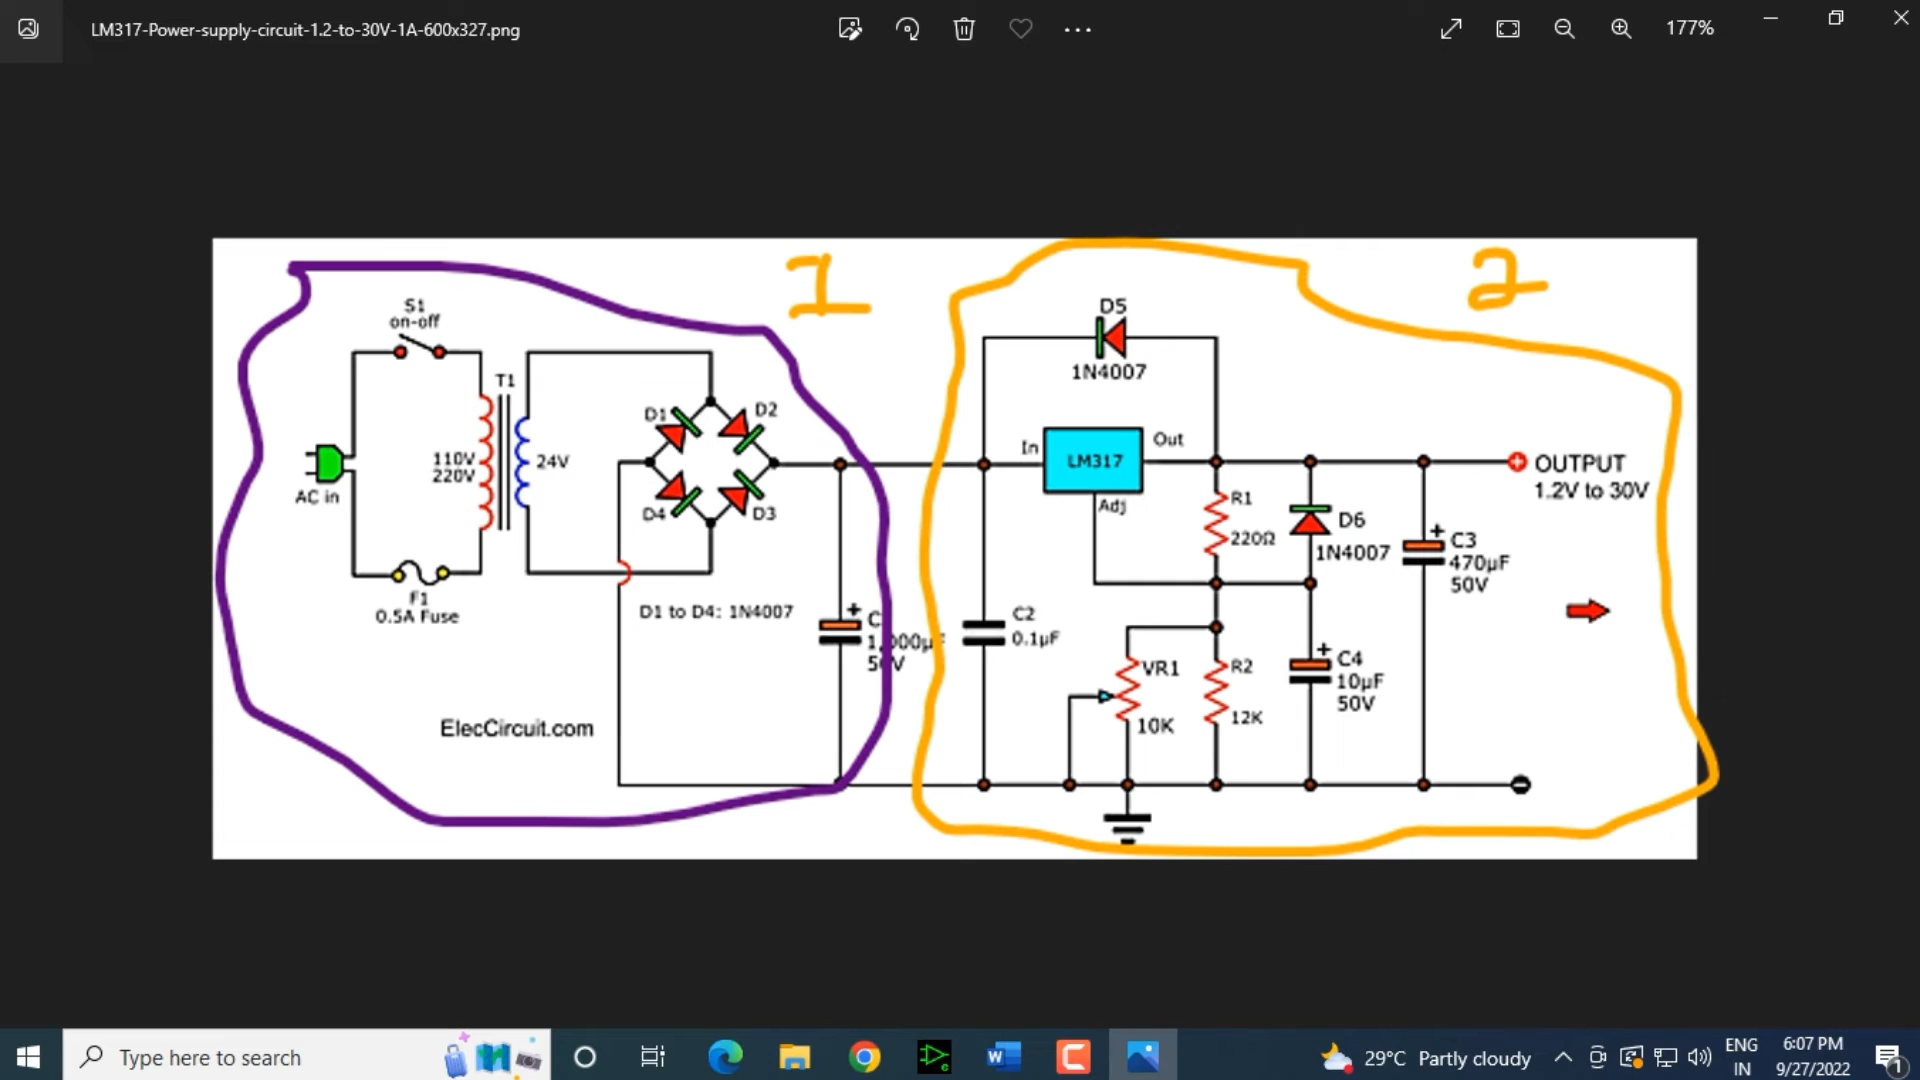 LM317-Power-supply-circuit-1.2-to-30V-1A-600x327.png
177%
1
2
S1
on-off
D5
1N4007
T1
D1
D2
In
Out
LM317
OUTPUT
1.2V to 30V
110V
220V
24V
AC in
D4
D3
Adj
R1
220Ω
D6
1N4007
+
C3
470µF
50V
F1
0.5A Fuse
D1 to D4: 1N4007
+
C2
0.1µF
VR1
10K
R2
12K
+
C4
10µF
50V
ElecCircuit.com
Type here to search
29°C Partly cloudy
ENG
IN
6:07 PM
9/27/2022
1